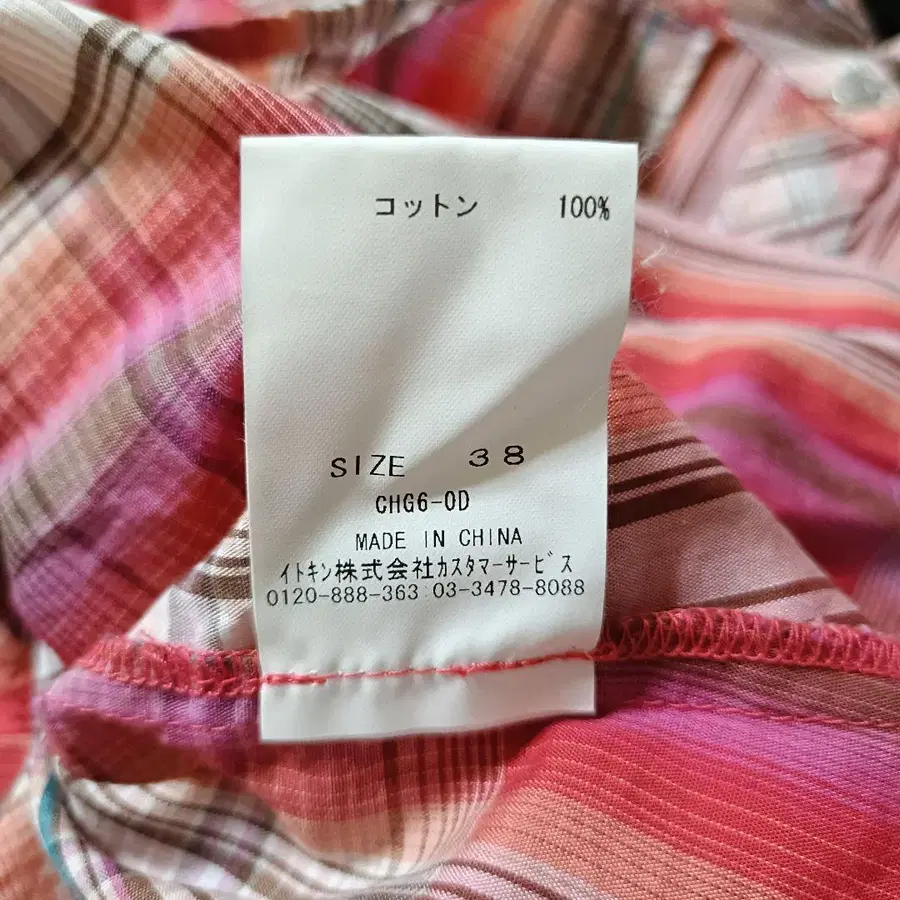 コットン 100%
SIZE 38
CHG6-0D
MADE IN CHINA
ｲﾄｷﾝ株式会社ｶｽﾀﾏｰｻｰﾋﾞｽ
0120-888-363 03-3478-8088